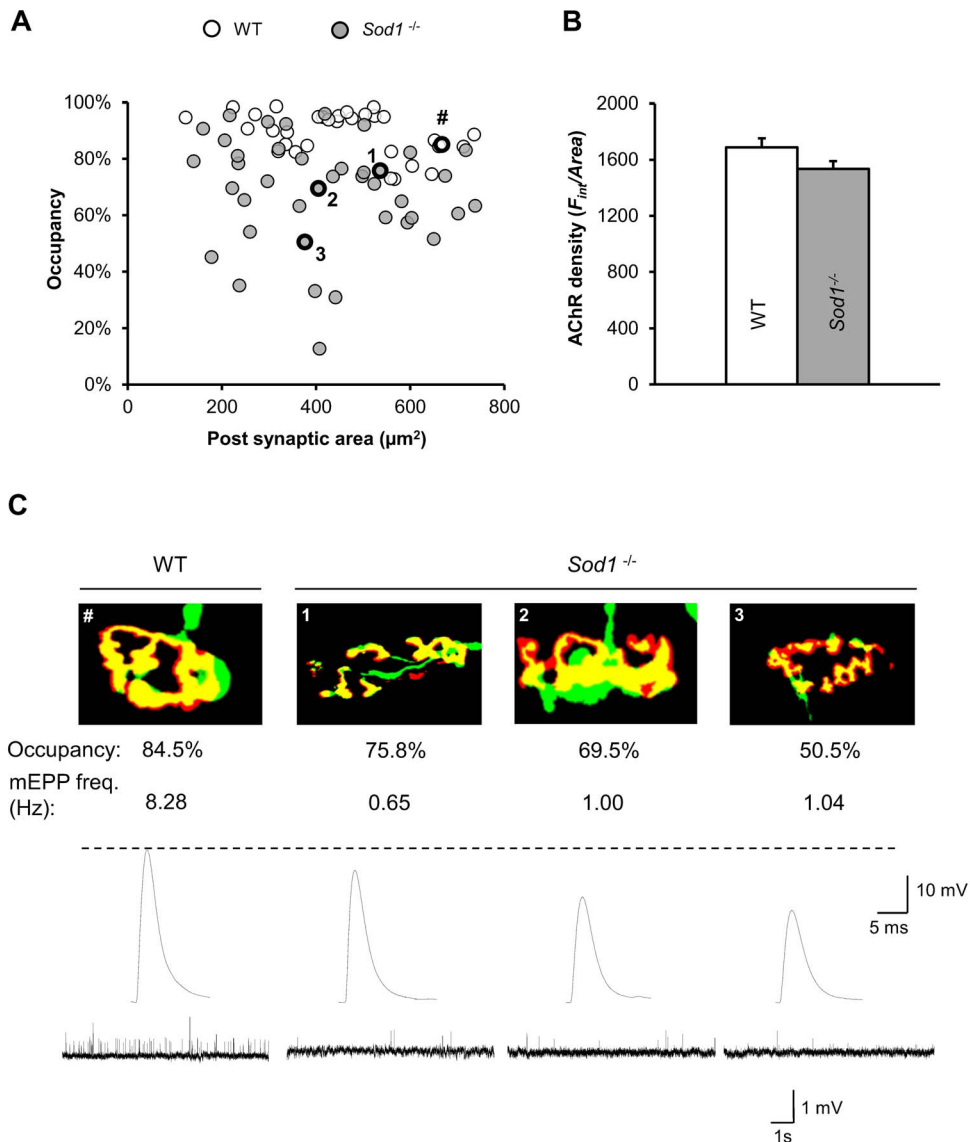 A
WT
Sod1 -/-
100%
80%
60%
40%
20%
0%
Occupancy
#
1
2
3
0
200
400
600
800
Post synaptic area (µm²)
B
2000
1600
1200
800
400
0
AChR density (F_int/Area)
WT
Sod1-/-
C
WT
Sod1 -/-
#
1
2
3
Occupancy: 84.5% 75.8% 69.5% 50.5%
mEPP freq.
(Hz): 8.28 0.65 1.00 1.04
10 mV
5 ms
1 mV
1s